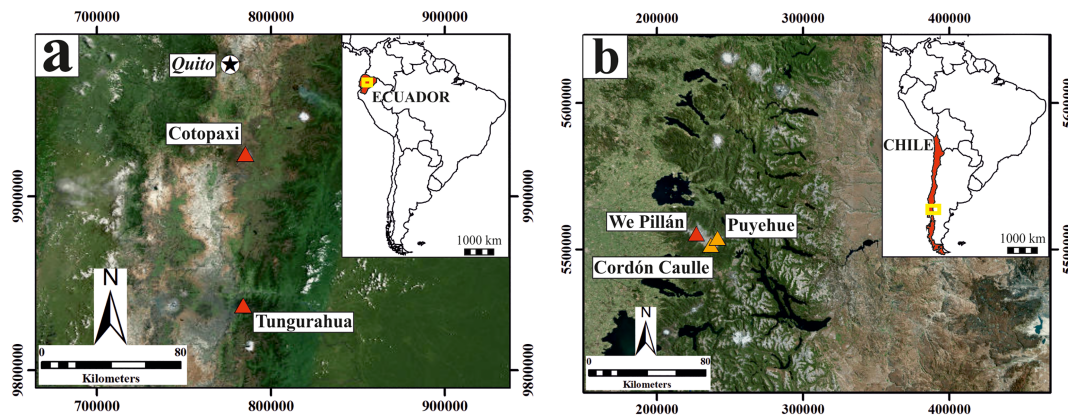 700000 800000 900000
a
Quito
ECUADOR
Cotopaxi
1000 km
N
Tungurahua
0 80
Kilometers
9900000
9800000
9900000
9800000
700000 800000 900000
200000 300000 400000
b
CHILE
We Pillán
Puyehue
Cordón Caulle
1000 km
N
0 80
Kilometers
5600000
5500000
5600000
5500000
200000 300000 400000